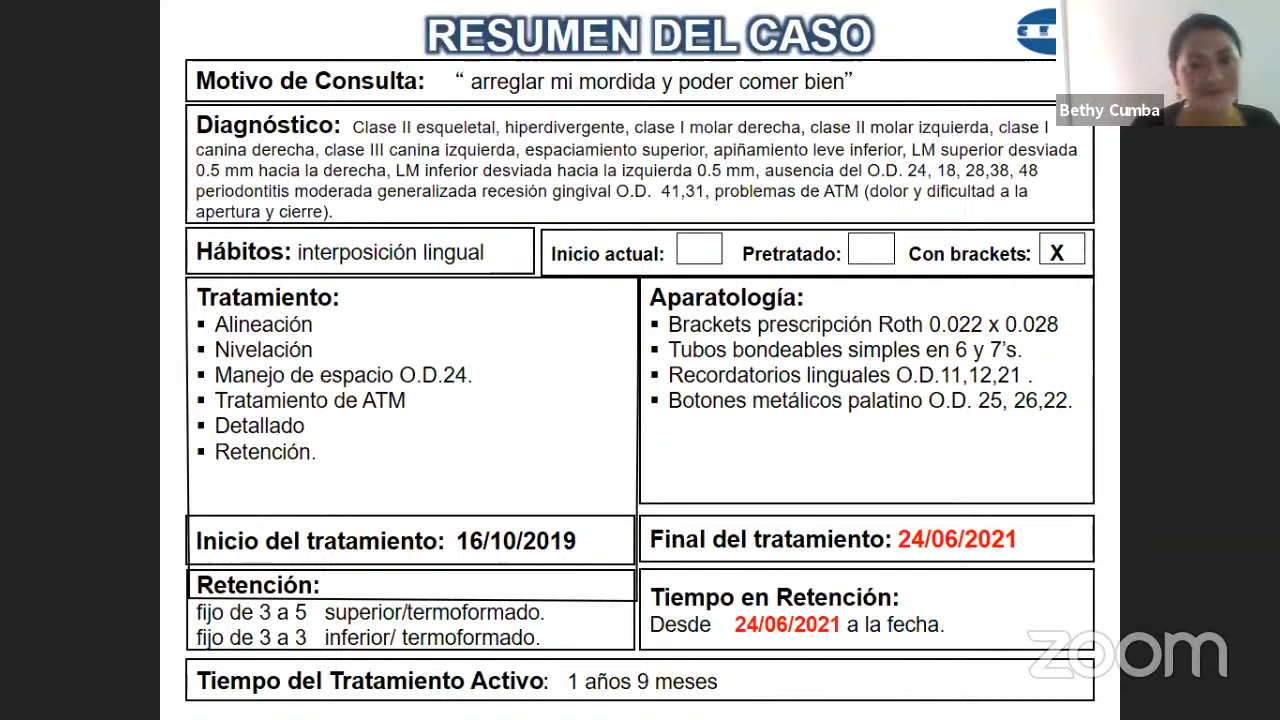 RESUMEN DEL CASO
Bethy Cumba
Motivo de Consulta: “ arreglar mi mordida y poder comer bien”
Diagnóstico: Clase II esqueletal, hiperdivergente, clase I molar derecha, clase II molar izquierda, clase I
canina derecha, clase III canina izquierda, espaciamiento superior, apiñamiento leve inferior, LM superior desviada
0.5 mm hacia la derecha, LM inferior desviada hacia la izquierda 0.5 mm, ausencia del O.D. 24, 18, 28,38, 48
periodontitis moderada generalizada recesión gingival O.D. 41,31, problemas de ATM (dolor y dificultad a la
apertura y cierre).
Hábitos: interposición lingual
Inicio actual: Pretratado: Con brackets: X
Tratamiento:
▪ Alineación
▪ Nivelación
▪ Manejo de espacio O.D.24.
▪ Tratamiento de ATM
▪ Detallado
▪ Retención.
Aparatología:
▪ Brackets prescripción Roth 0.022 x 0.028
▪ Tubos bondeables simples en 6 y 7’s.
▪ Recordatorios linguales O.D.11,12,21 .
▪ Botones metálicos palatino O.D. 25, 26,22.
Inicio del tratamiento: 16/10/2019
Final del tratamiento: 24/06/2021
Retención:
fijo de 3 a 5 superior/termoformado.
fijo de 3 a 3 inferior/ termoformado.
Tiempo en Retención:
Desde 24/06/2021 a la fecha.
Tiempo del Tratamiento Activo: 1 años 9 meses
zoom